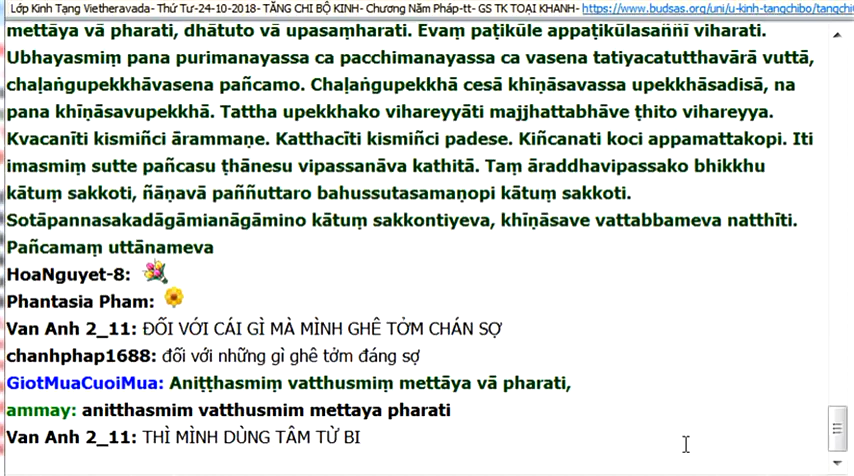 Lớp Kinh Tạng Vietheravada- Thứ Tư-24-10-2018- TĂNG CHI BỘ KINH- Chương Năm Pháp-tt- GS TK TOẠI KHANH- https://www.budsas.org/uni/u-kinh-tangchibo/tangchi
mettāya vā pharati, dhātuto vā upasaṃharati. Evaṃ paṭikūle appaṭikūlasaññī viharati.
Ubhayasmiṃ pana purimanayassa ca pacchimanayassa ca vasena tatiyacatutthavārā vuttā,
chaḷaṅgupekkhāvasena pañcamo. Chaḷaṅgupekkhā cesā khīṇāsavassa upekkhāsadisā, na
pana khīṇāsavupekkhā. Tattha upekkhako vihareyyāti majjhattabhāve ṭhito vihareyya.
Kvacanīti kismiñci ārammaṇe. Katthacīti kismiñci padese. Kiñcanati koci appamattakopi. Iti
imasmiṃ sutte pañcasu ṭhānesu vipassanāva kathitā. Taṃ āraddhavipassako bhikkhu
kātuṃ sakkoti, ñāṇavā paññuttaro bahussutasamaṇopi kātuṃ sakkoti.
Sotāpannasakadāgāmianāgāmino kātuṃ sakkontiyeva, khīṇāsave vattabbameva natthīti.
Pañcamaṃ uttānameva
HoaNguyet-8:
Phantasia Pham:
Van Anh 2_11: ĐỐI VỚI CÁI GÌ MÀ MÌNH GHÊ TỞM CHÁN SỢ
chanhphap1688: đối với những gì ghê tởm đáng sợ
GiotMuaCuoiMua: Aniṭṭhasmiṃ vatthusmiṃ mettāya vā pharati,
ammay: anitthasmim vatthusmim mettaya pharati
Van Anh 2_11: THÌ MÌNH DÙNG TÂM TỪ BI